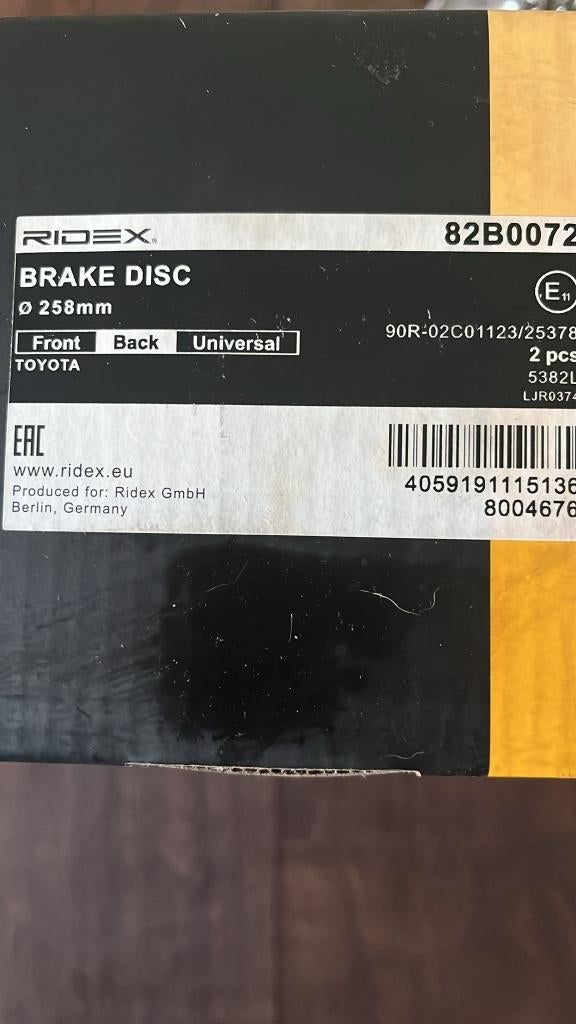 RIDEX®
82B0072
BRAKE DISC
Ø 258mm
E11
Front Back Universal
TOYOTA
90R-02C01123/25378
2 pcs
5382L
LJR0374
EAC
www.ridex.eu
Produced for: Ridex GmbH
Berlin, Germany
4059191115136
8004676